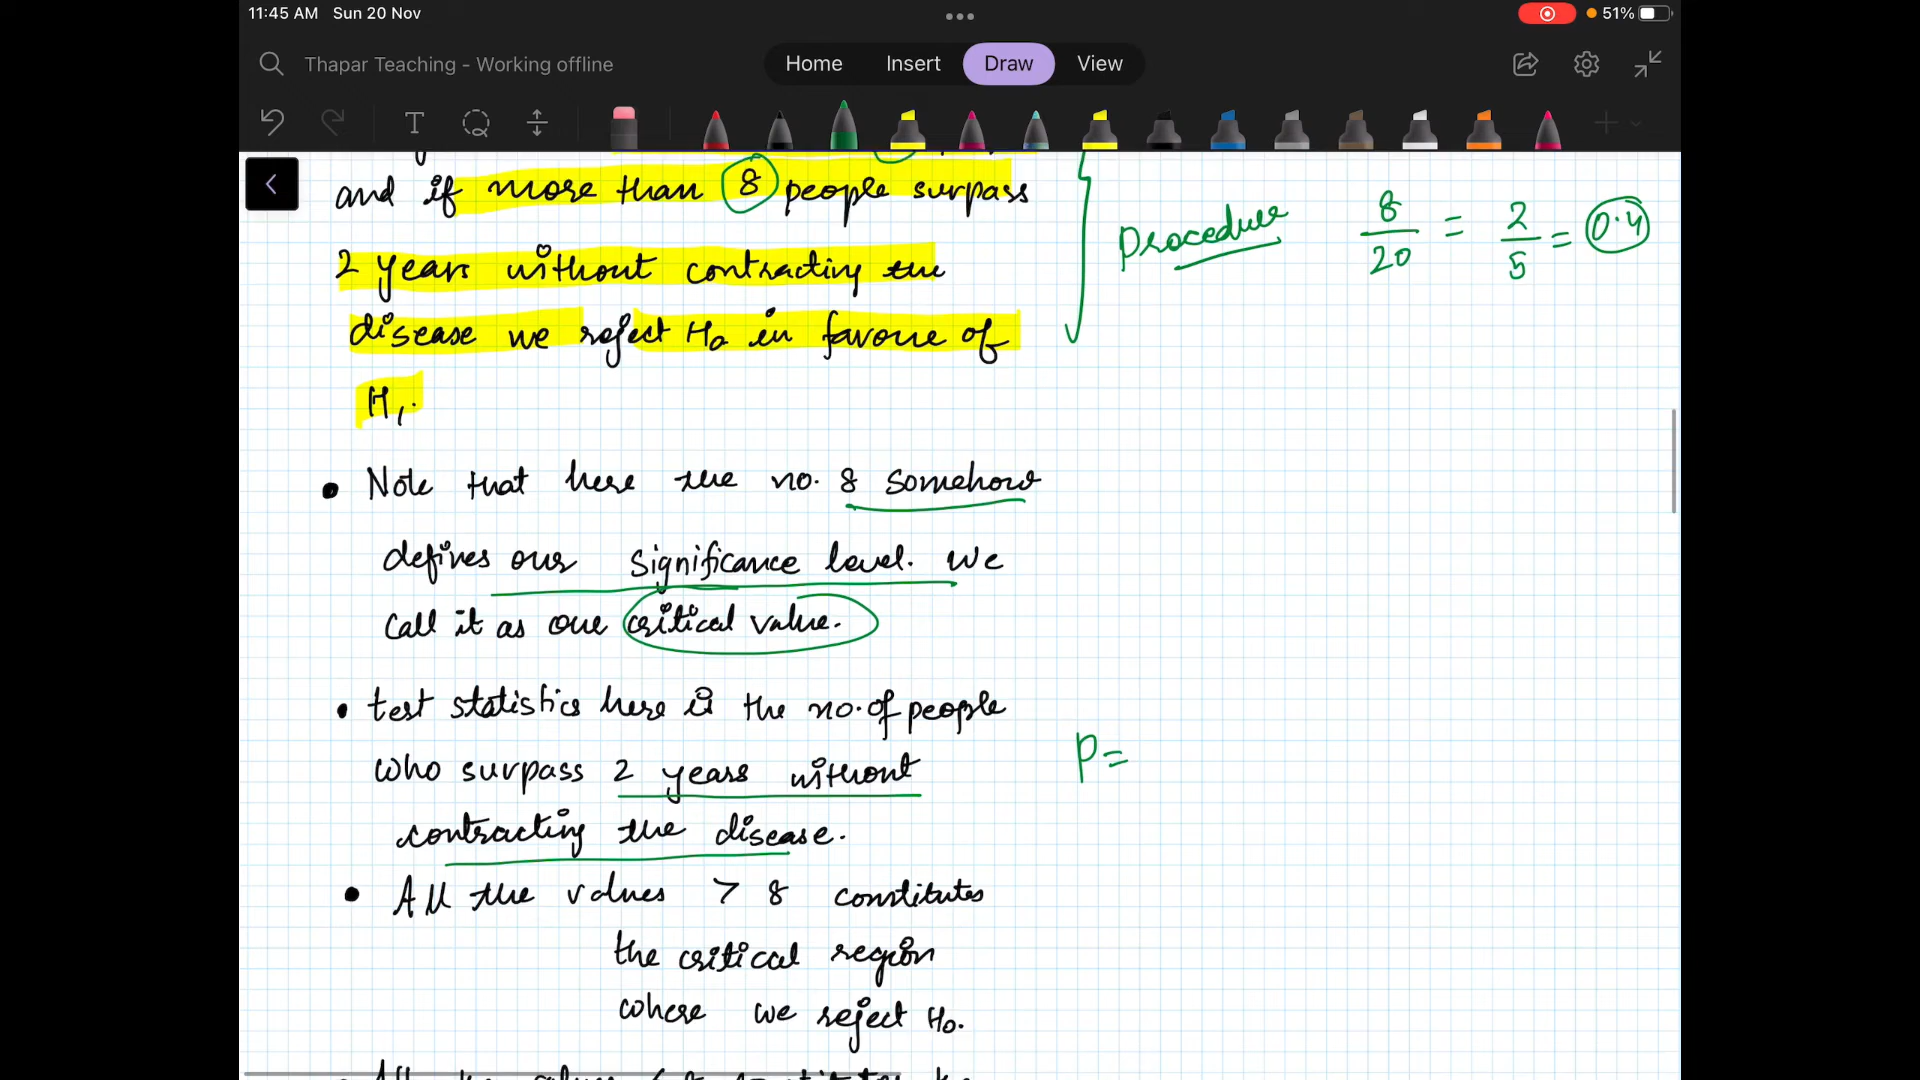 11:45 AM Sun 20 Nov
51%
Thapar Teaching - Working offline
Home Insert Draw View
and if more than 8 people surpass
2 years without contracting the
disease we reject H0 in favour of
H1.
Procedure 8/20 = 2/5 = 0.4
• Note that here the no. 8 somehow
defines our significance level. We
call it as our critical value.
• test statistics here is the no. of people
who surpass 2 years without
contracting the disease.
P=
• All the values > 8 constitutes
the critical region
where we reject H0.